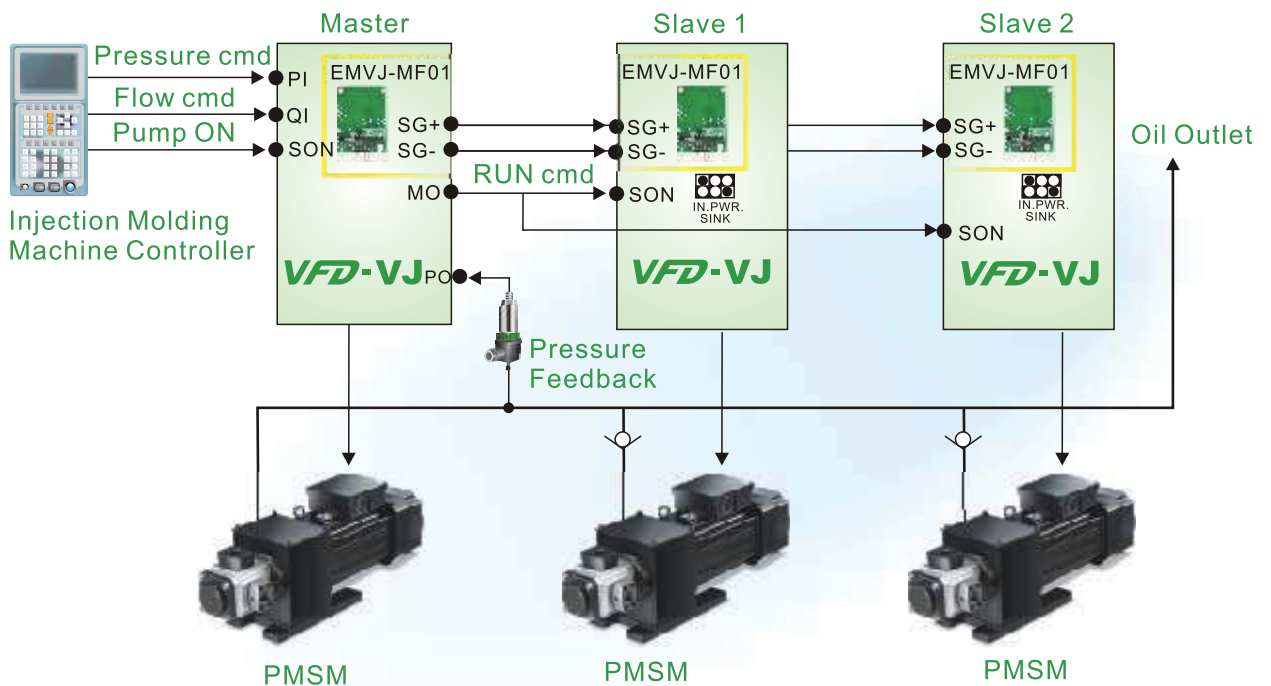 Master
Slave 1
Slave 2
Pressure cmd
Flow cmd
Pump ON
PI
QI
SON
EMVJ-MF01
SG+
SG-
MO
VFD-VJ
PO
RUN cmd
EMVJ-MF01
SG+
SG-
SON
IN.PWR.
SINK
VFD-VJ
EMVJ-MF01
SG+
SG-
SON
IN.PWR.
SINK
VFD-VJ
Oil Outlet
Injection Molding
Machine Controller
Pressure
Feedback
PMSM
PMSM
PMSM